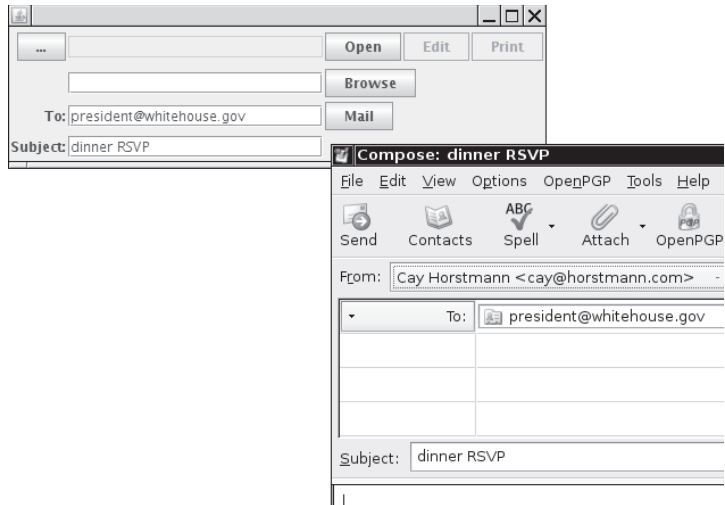 ... Open Edit Print
Browse
To: president@whitehouse.gov Mail
Subject: dinner RSVP
Compose: dinner RSVP
File Edit View Options OpenPGP Tools Help
ABC
PGP
Send Contacts Spell Attach OpenPGP
From: Cay Horstmann <cay@horstmann.com> -
To: president@whitehouse.gov
Subject: dinner RSVP